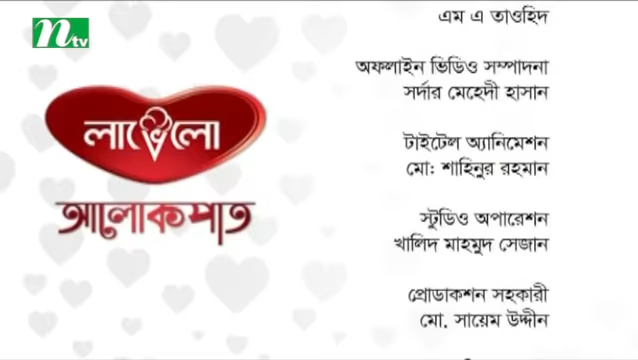 ntv
লাভেলো
আলোকপাত
এম এ তাওহিদ
অফলাইন ভিডিও সম্পাদনা
সর্দার মেহেদী হাসান
টাইটেল অ্যানিমেশন
মো: শাহিনুর রহমান
স্টুডিও অপারেশন
খালিদ মাহমুদ সেজান
প্রোডাকশন সহকারী
মো. সায়েম উদ্দীন